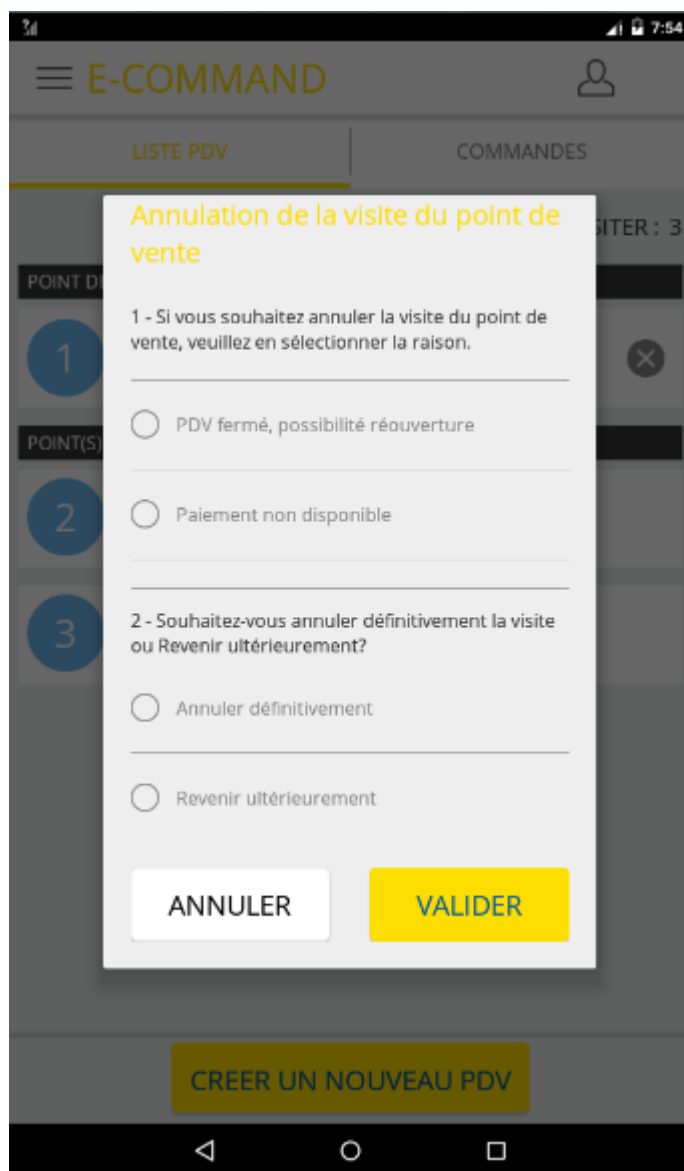 7:54
E-COMMAND
LISTE PDV
COMMANDES
SITER : 3
Annulation de la visite du point de
vente
POINT DE
1 - Si vous souhaitez annuler la visite du point de
vente, veuillez en sélectionner la raison.
1
PDV fermé, possibilité réouverture
POINT(S)
2
Paiement non disponible
3
2 - Souhaitez-vous annuler définitivement la visite
ou Revenir ultérieurement?
Annuler définitivement
Revenir ultérieurement
ANNULER
VALIDER
CREER UN NOUVEAU PDV